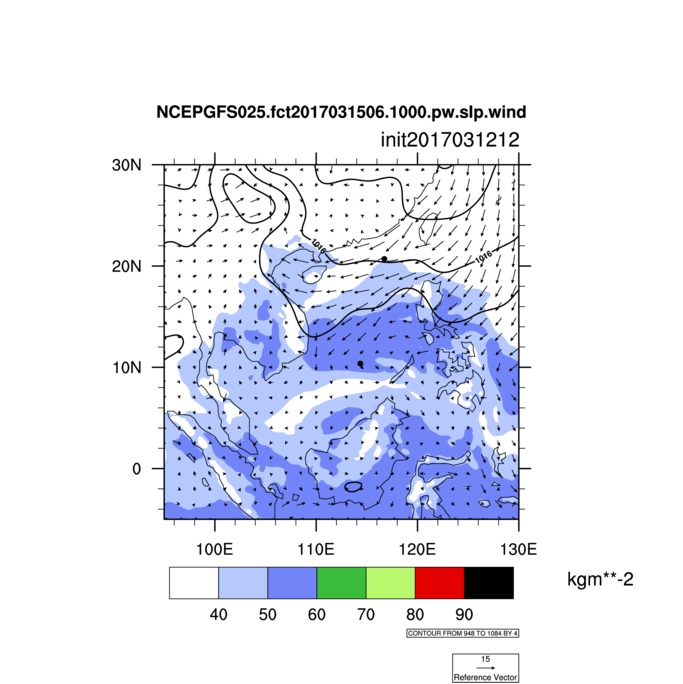 NCEPGFS025.fct2017031506.1000.pw.slp.wind
init2017031212
30N
20N
10N
0
1016
1016
100E 110E 120E 130E
40 50 60 70 80 90
kgm**-2
CONTOUR FROM 948 TO 1084 BY 4
15
Reference Vector